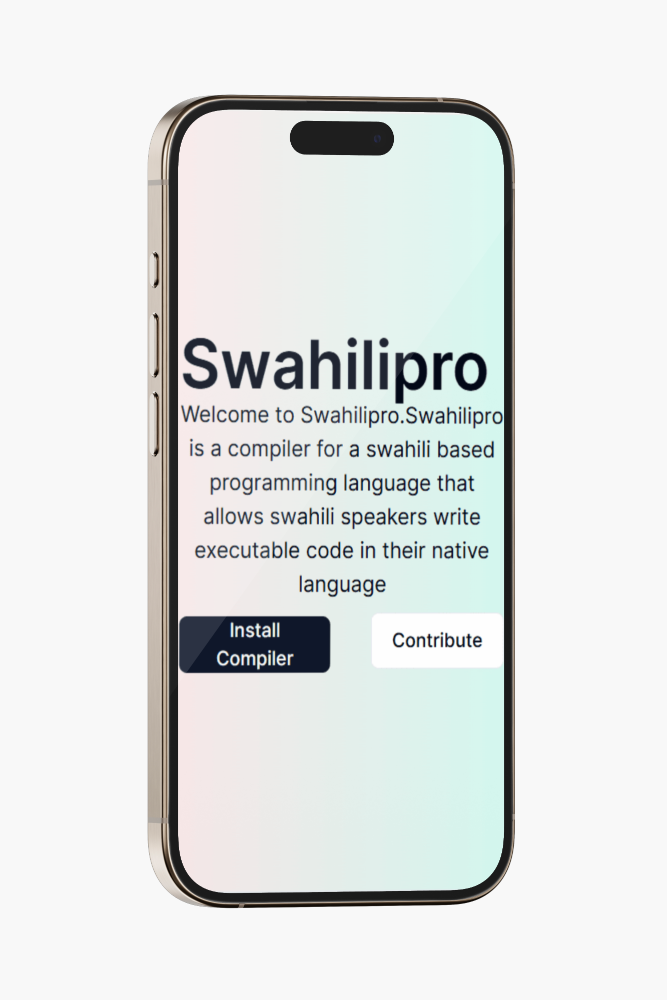 Swahilipro
Welcome to Swahilipro.Swahilipro
is a compiler for a swahili based
programming language that
allows swahili speakers write
executable code in their native
language
Install
Compiler
Contribute